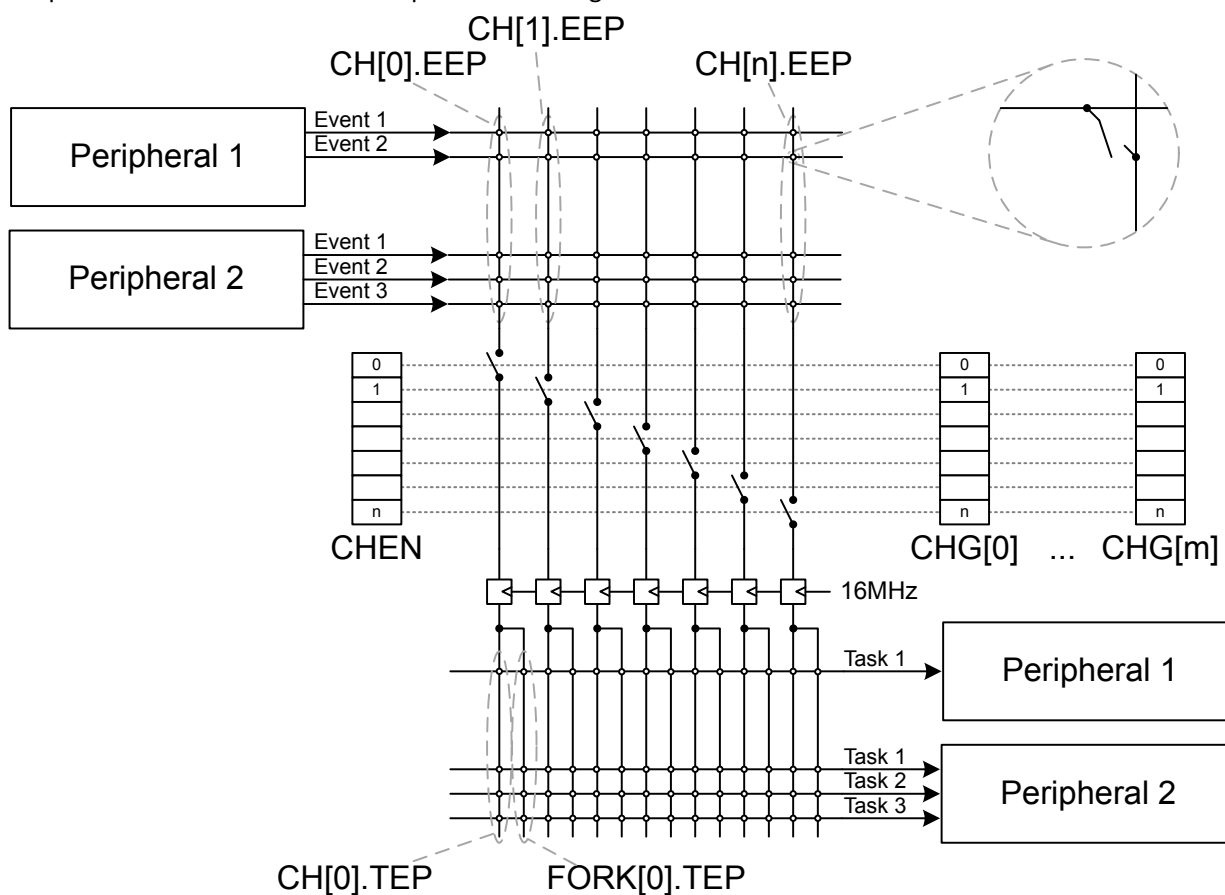 CH[1].EEP
CH[0].EEP
CH[n].EEP
Peripheral 1
Event 1
Event 2
Peripheral 2
Event 1
Event 2
Event 3
0
1
n
CHEN
0
1
n
CHG[0]
...
0
1
n
CHG[m]
16MHz
Task 1
Peripheral 1
Task 1
Task 2
Task 3
Peripheral 2
CH[0].TEP
FORK[0].TEP